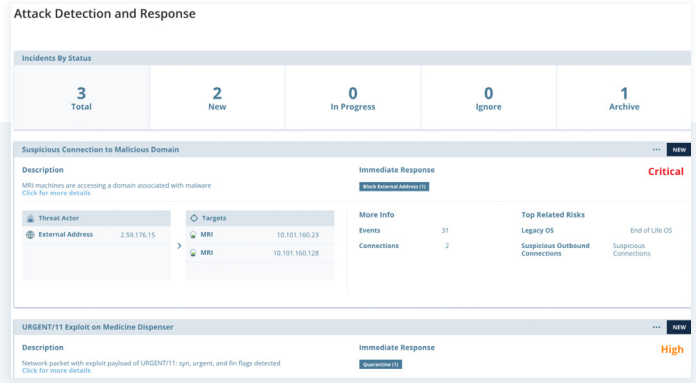 Attack Detection and Response
Incidents By Status
3
Total
2
New
0
In Progress
0
Ignore
1
Archive
Suspicious Connection to Malicious Domain
... NEW
Description
MRI machines are accessing a domain associated with malware
Click for more details
Immediate Response
Block External Address (1)
Critical
Threat Actor
External Address 2.59.176.15
>
Targets
MRI 10.101.160.23
MRI 10.101.160.128
More Info
Events 31
Connections 2
Top Related Risks
Legacy OS End of Life OS
Suspicious Outbound Suspicious
Connections Connections
URGENT/11 Exploit on Medicine Dispenser
... NEW
Description
Network packet with exploit payload of URGENT/11: syn, urgent, and fin flags detected
Click for more details
Immediate Response
Quarantine (1)
High